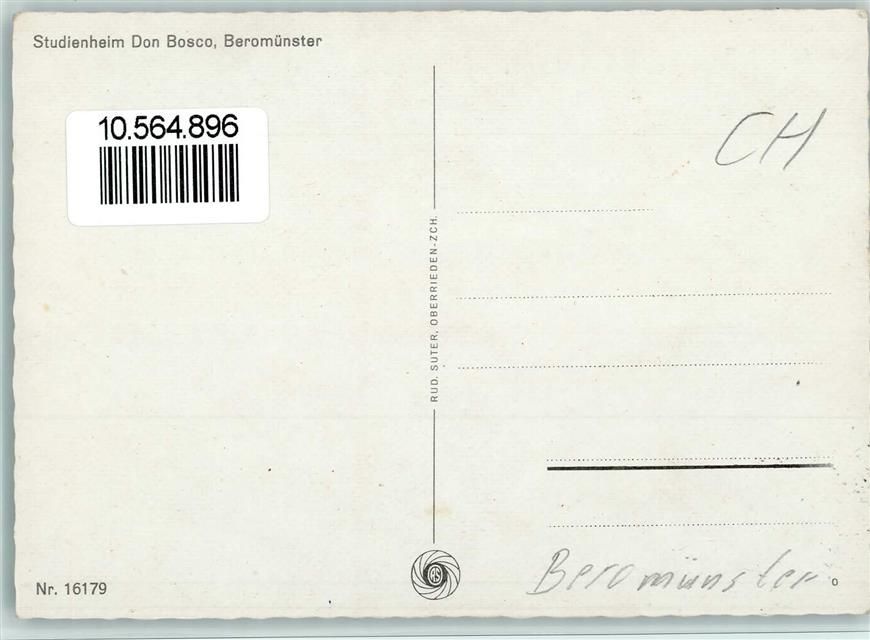 Studienheim Don Bosco, Beromünster
10.564.896
CH
RUD. SUTER, OBERRIEDEN-ZCH.
Nr. 16179
Beromünster